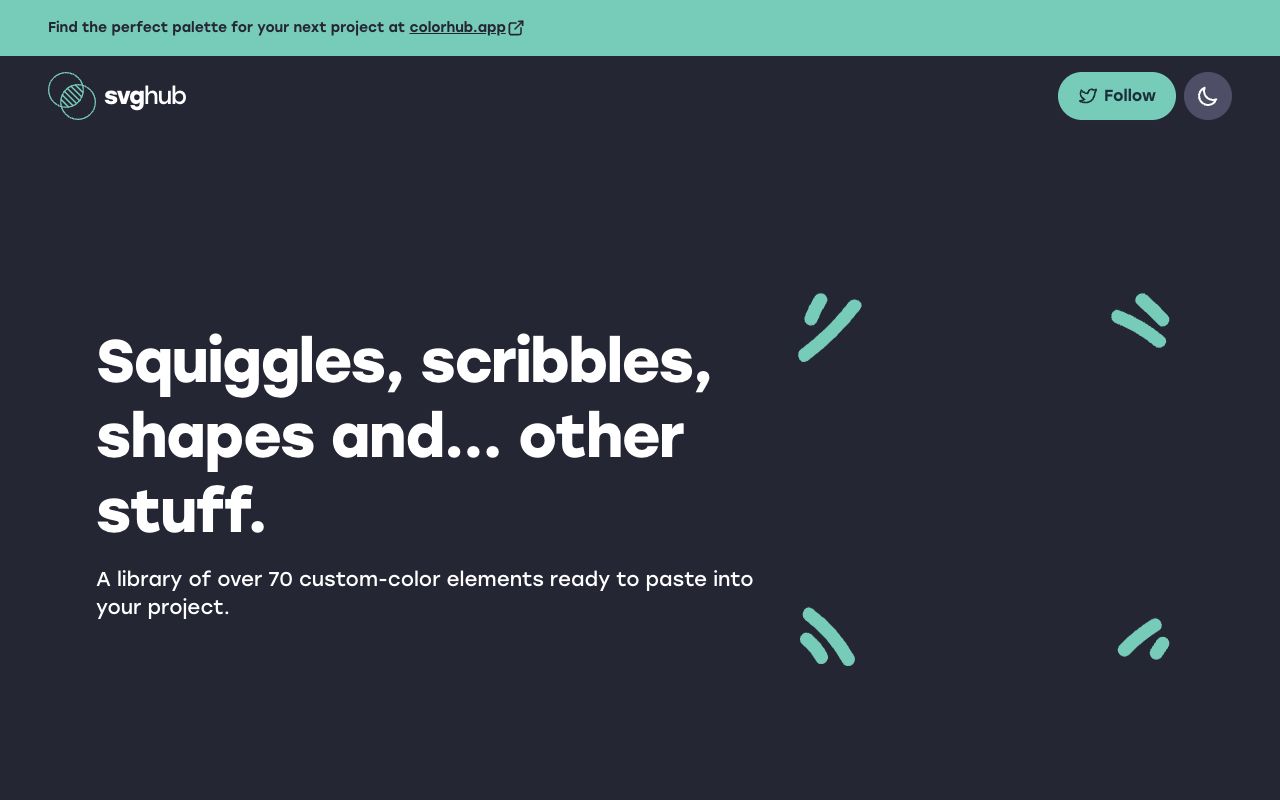 Find the perfect palette for your next project at colorhub.app
svghub
Follow
Squiggles, scribbles,
shapes and... other
stuff.
A library of over 70 custom-color elements ready to paste into
your project.